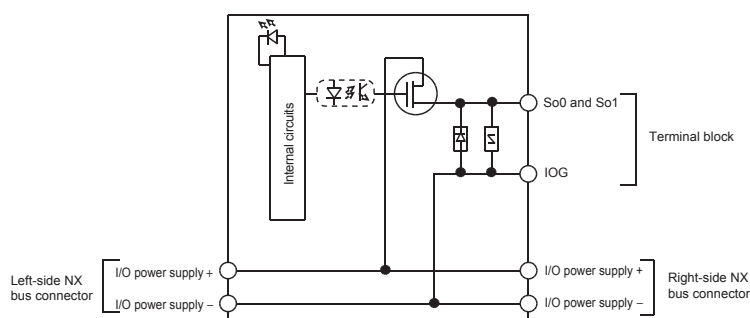 Internal circuits
So0 and So1
Terminal block
IOG
Left-side NX
bus connector
I/O power supply +
I/O power supply −
I/O power supply +
I/O power supply −
Right-side NX
bus connector